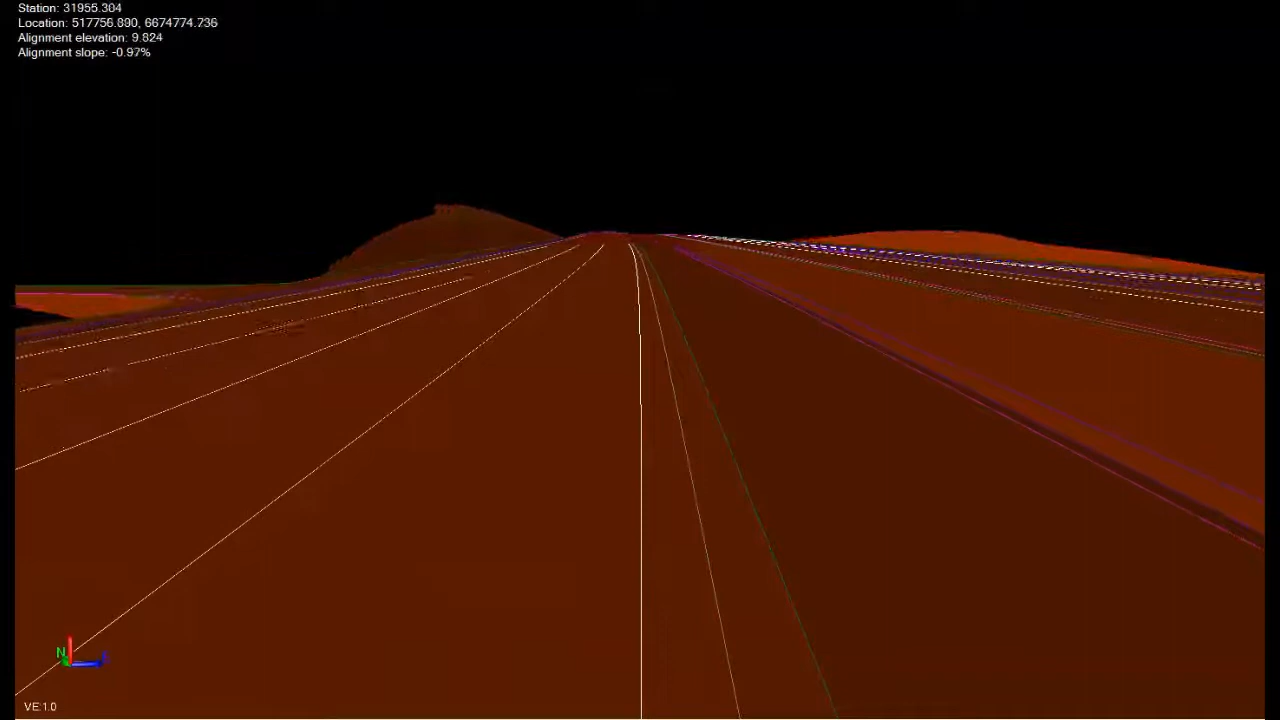 Station: 31955.304
Location: 517756.890, 6674774.736
Alignment elevation: 9.824
Alignment slope: -0.97%
N
VE:1.0